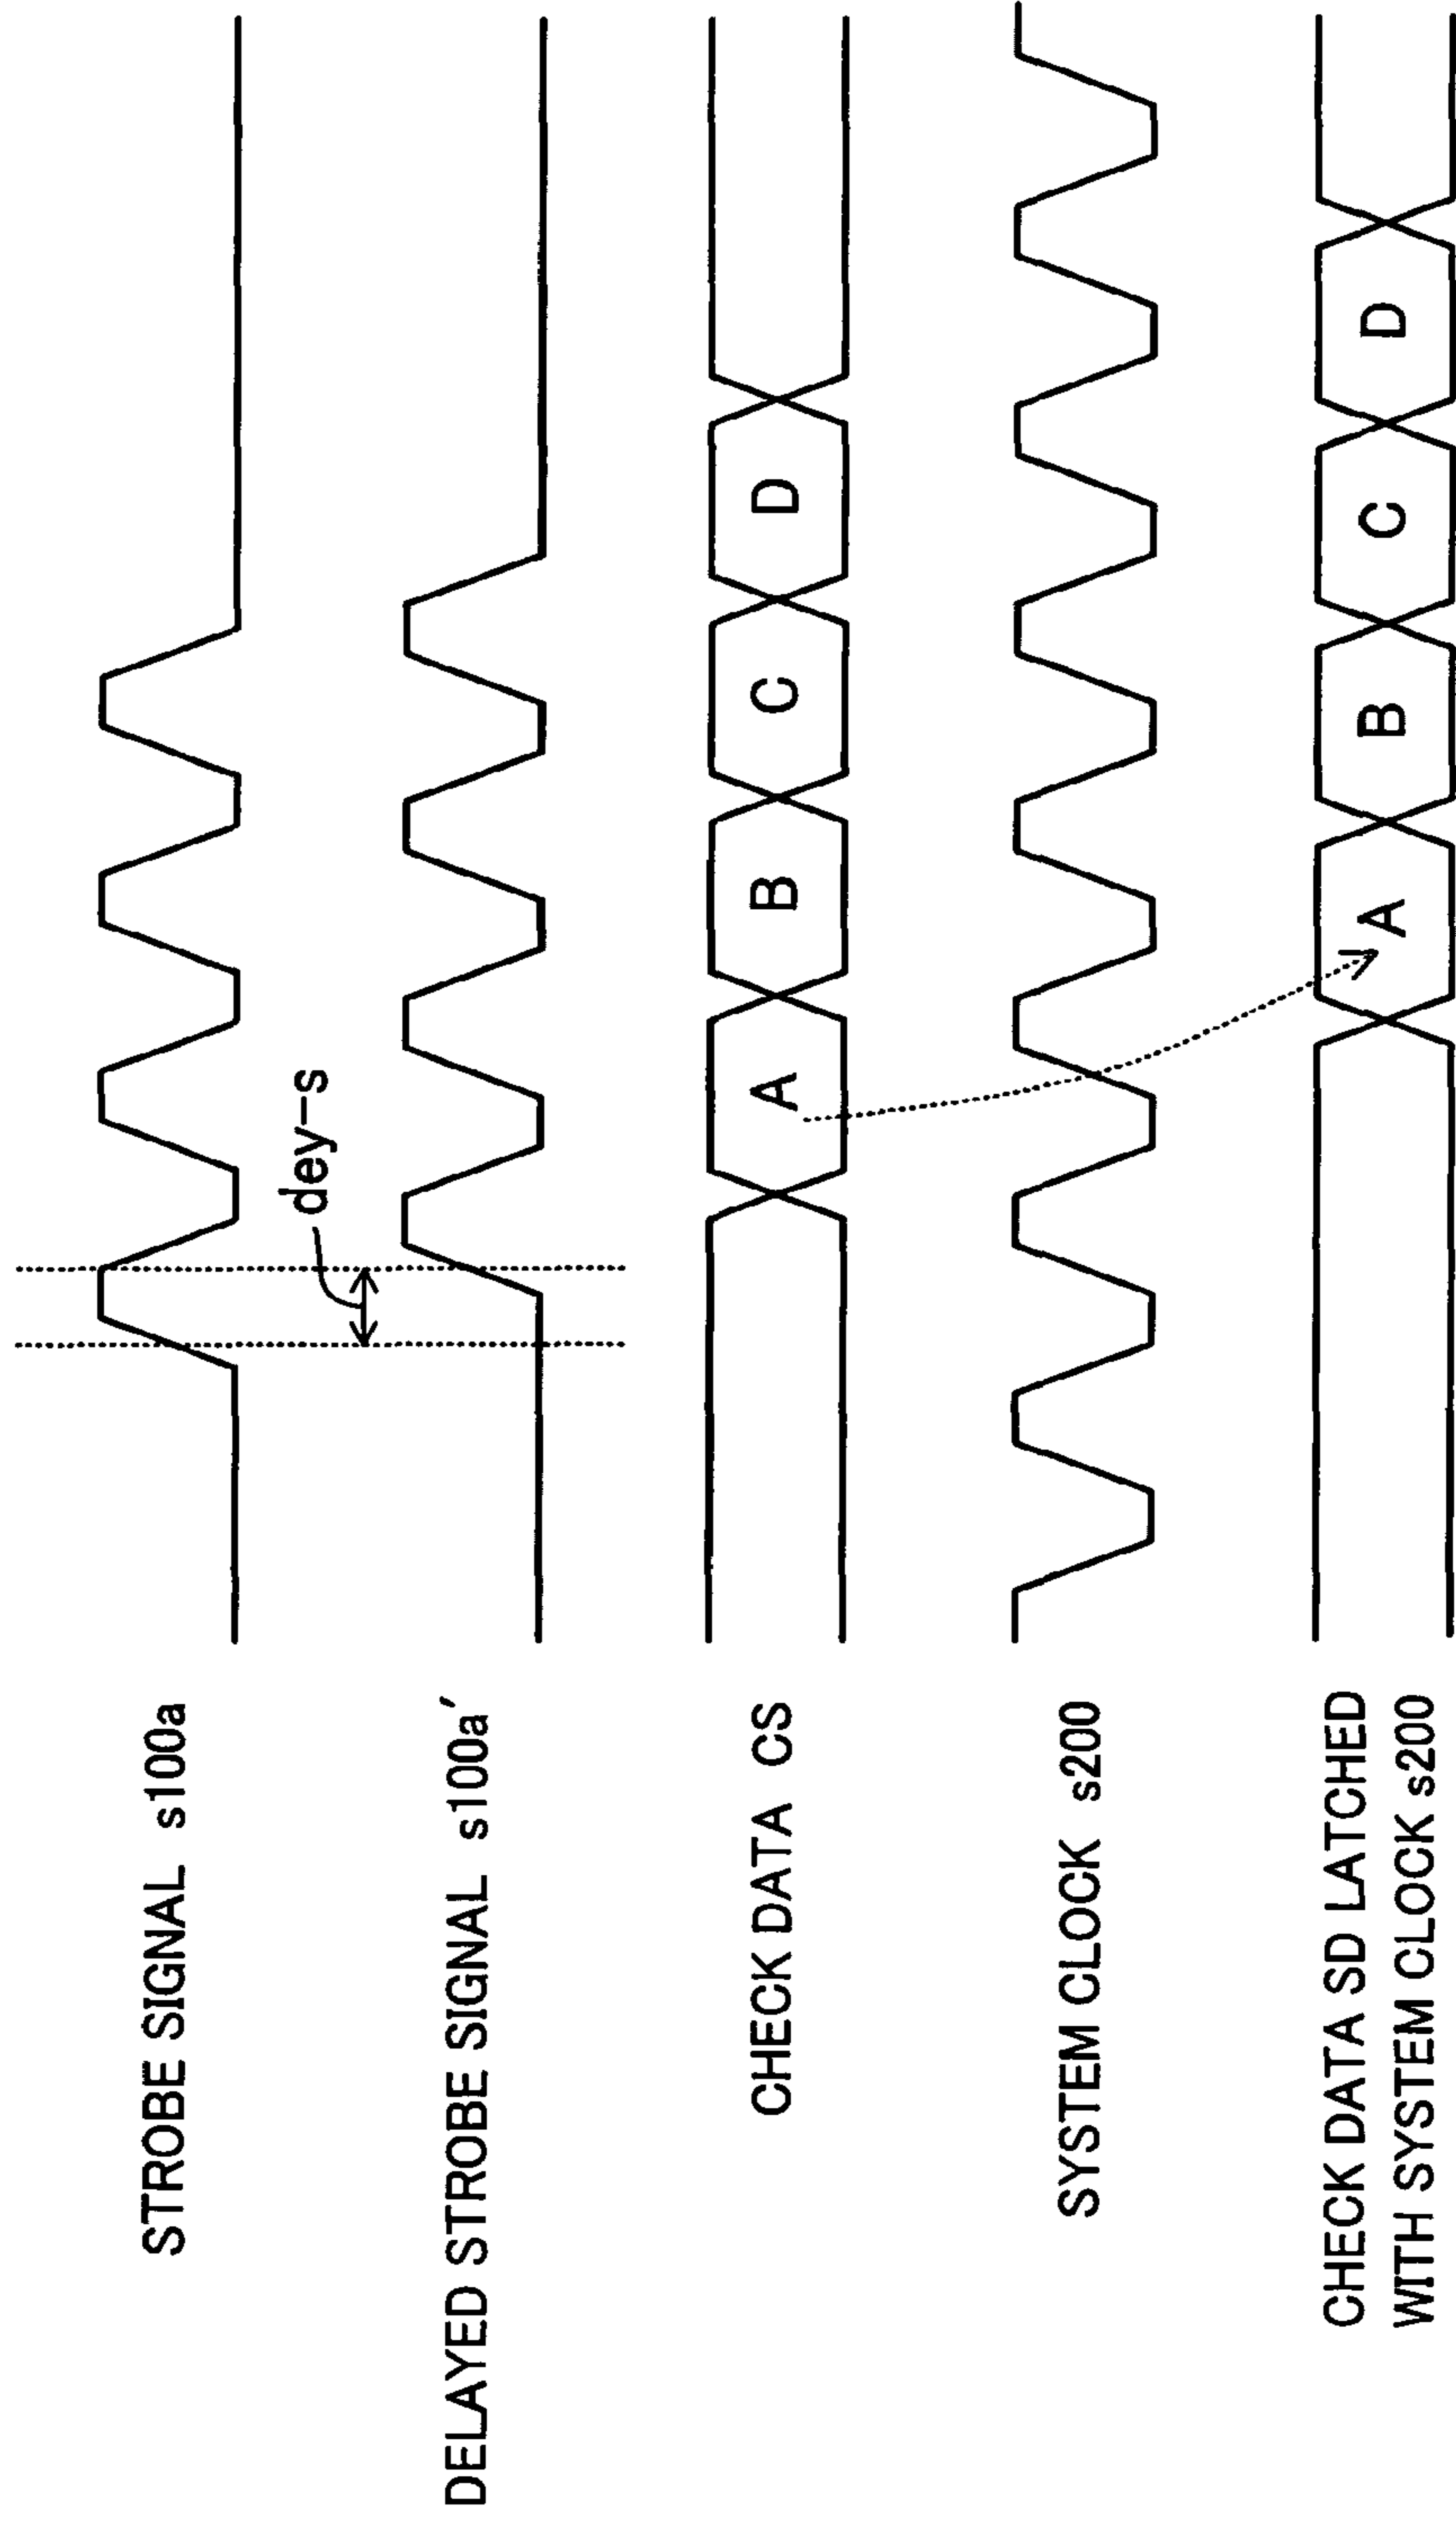 STROBE SIGNAL s100a
dey-s
DELAYED STROBE SIGNAL s100a'
CHECK DATA CS
A B C D
SYSTEM CLOCK s200
CHECK DATA SD LATCHED
WITH SYSTEM CLOCK s200
A B C D